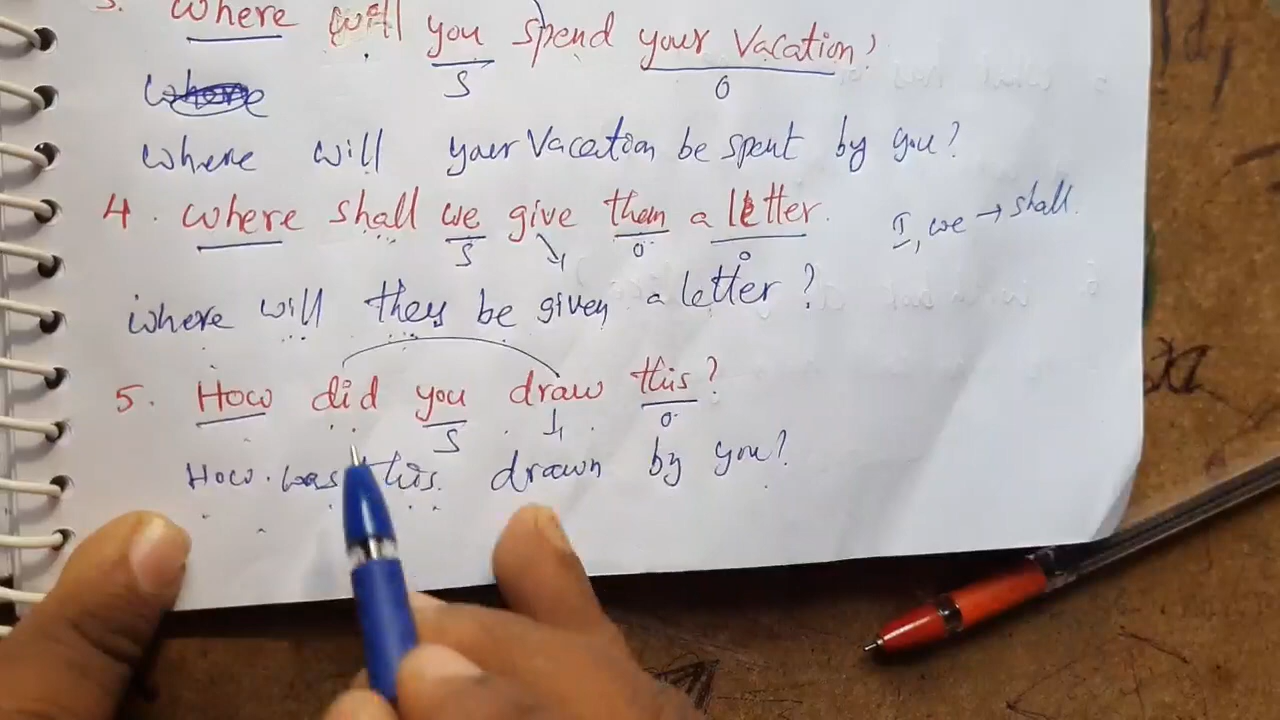 3. Where will you spend your vacation?
S O
Where will your vacation be spent by you?
4. Where shall we give them a letter.
I, we → shall.
S O O
where will they be given a letter?
5. How did you draw this?
S O
How was this drawn by you?